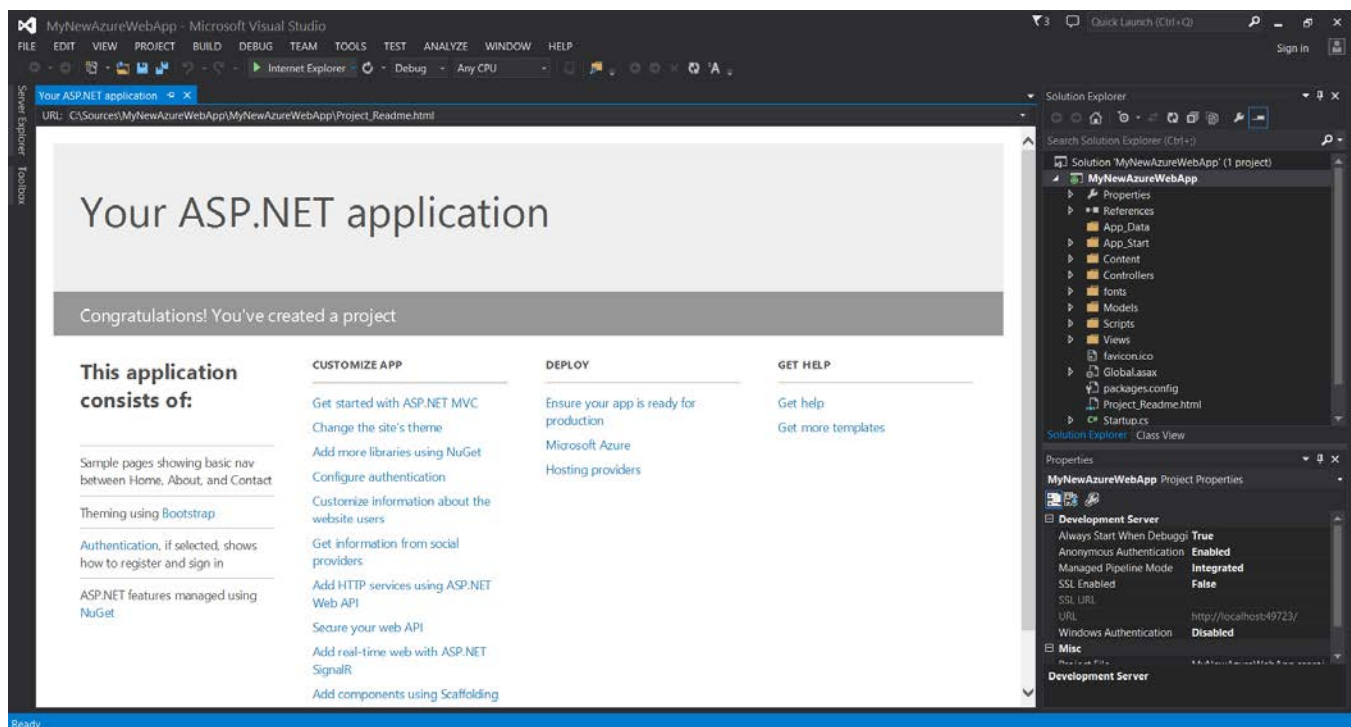 MyNewAzureWebApp - Microsoft Visual Studio
3
Quick Launch (Ctrl+Q)
FILE EDIT VIEW PROJECT BUILD DEBUG TEAM TOOLS TEST ANALYZE WINDOW HELP
Sign in
Internet Explorer Debug Any CPU
Server Explorer
Toolbox
Your ASP.NET application
URL: C:\Sources\MyNewAzureWebApp\MyNewAzureWebApp\Project_Readme.html
Your ASP.NET application
Congratulations! You've created a project
This application
consists of:
Sample pages showing basic nav
between Home, About, and Contact
Theming using Bootstrap
Authentication, if selected, shows
how to register and sign in
ASP.NET features managed using
NuGet
CUSTOMIZE APP
Get started with ASP.NET MVC
Change the site's theme
Add more libraries using NuGet
Configure authentication
Customize information about the
website users
Get information from social
providers
Add HTTP services using ASP.NET
Web API
Secure your web API
Add real-time web with ASP.NET
SignalR
Add components using Scaffolding
DEPLOY
Ensure your app is ready for
production
Microsoft Azure
Hosting providers
GET HELP
Get help
Get more templates
Solution Explorer
Search Solution Explorer (Ctrl+;)
Solution 'MyNewAzureWebApp' (1 project)
MyNewAzureWebApp
Properties
References
App_Data
App_Start
Content
Controllers
fonts
Models
Scripts
Views
favicon.ico
Global.asax
packages.config
Project_Readme.html
C# Startup.cs
Solution Explorer Class View
Properties
MyNewAzureWebApp Project Properties
Development Server
Always Start When Debuggi True
Anonymous Authentication Enabled
Managed Pipeline Mode Integrated
SSL Enabled False
SSL URL
URL http://localhost:49723/
Windows Authentication Disabled
Misc
Development Server
Ready